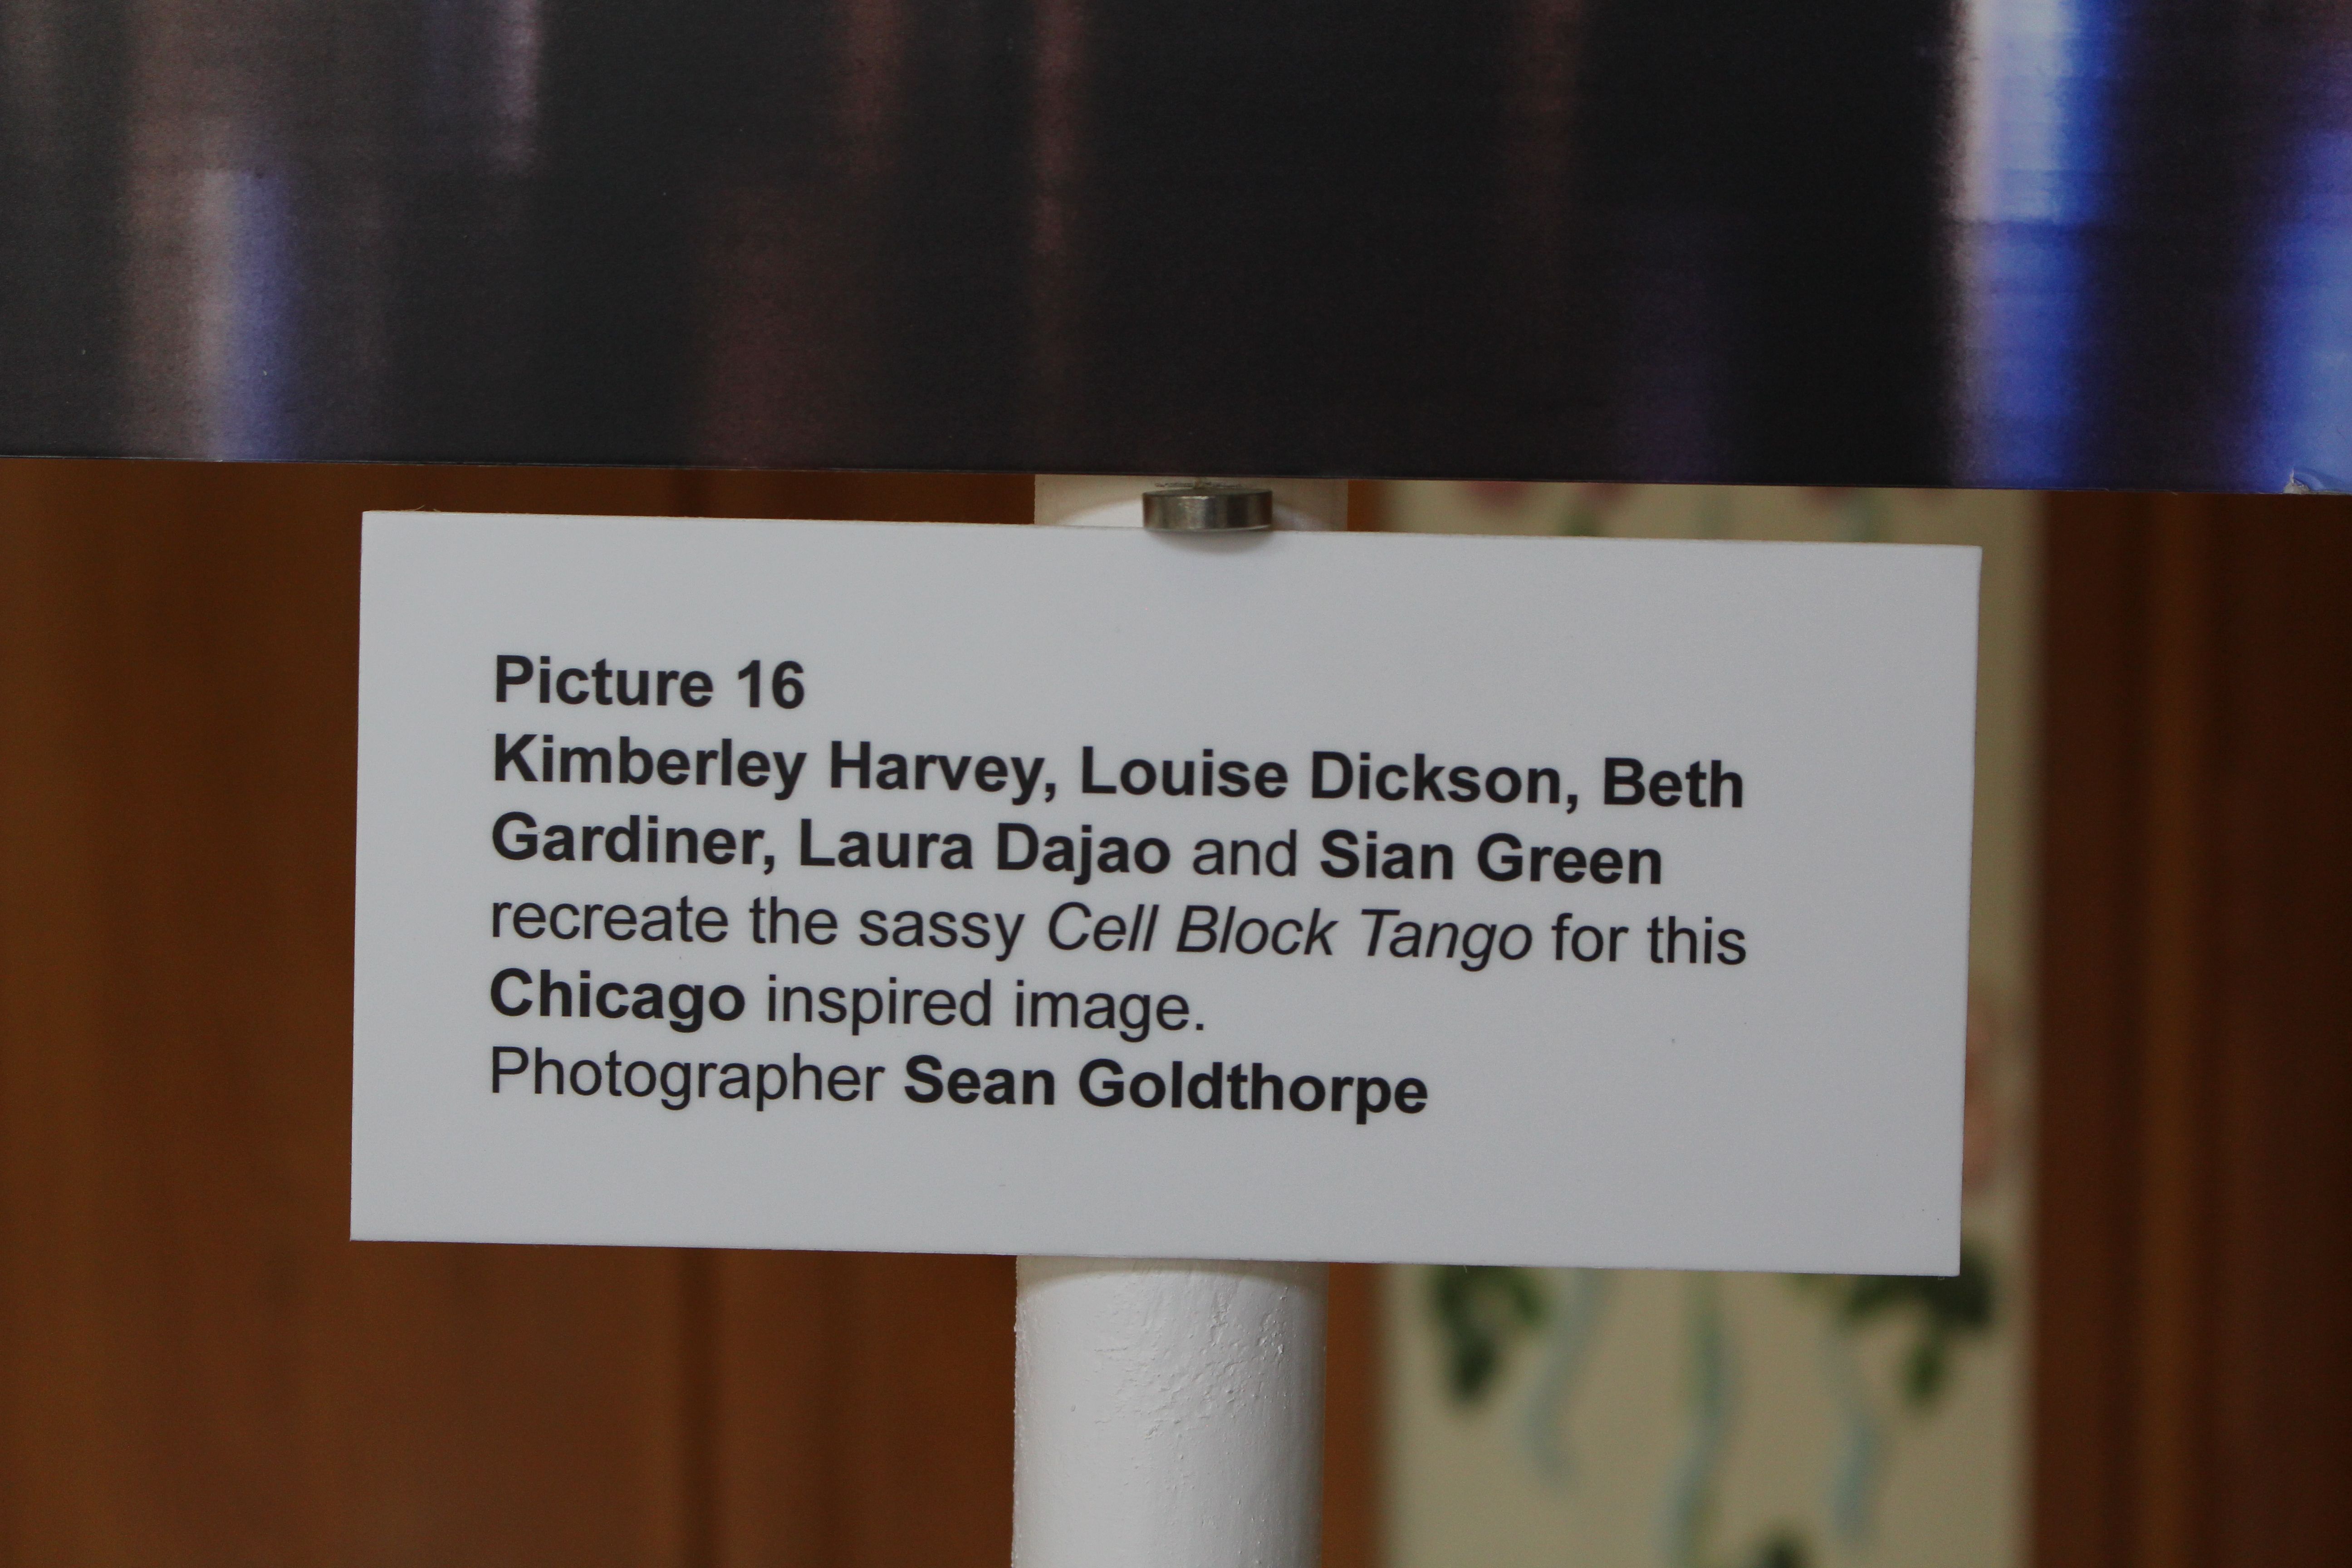 Picture 16
Kimberley Harvey, Louise Dickson, Beth
Gardiner, Laura Dajao and Sian Green
recreate the sassy Cell Block Tango for this
Chicago inspired image.
Photographer Sean Goldthorpe